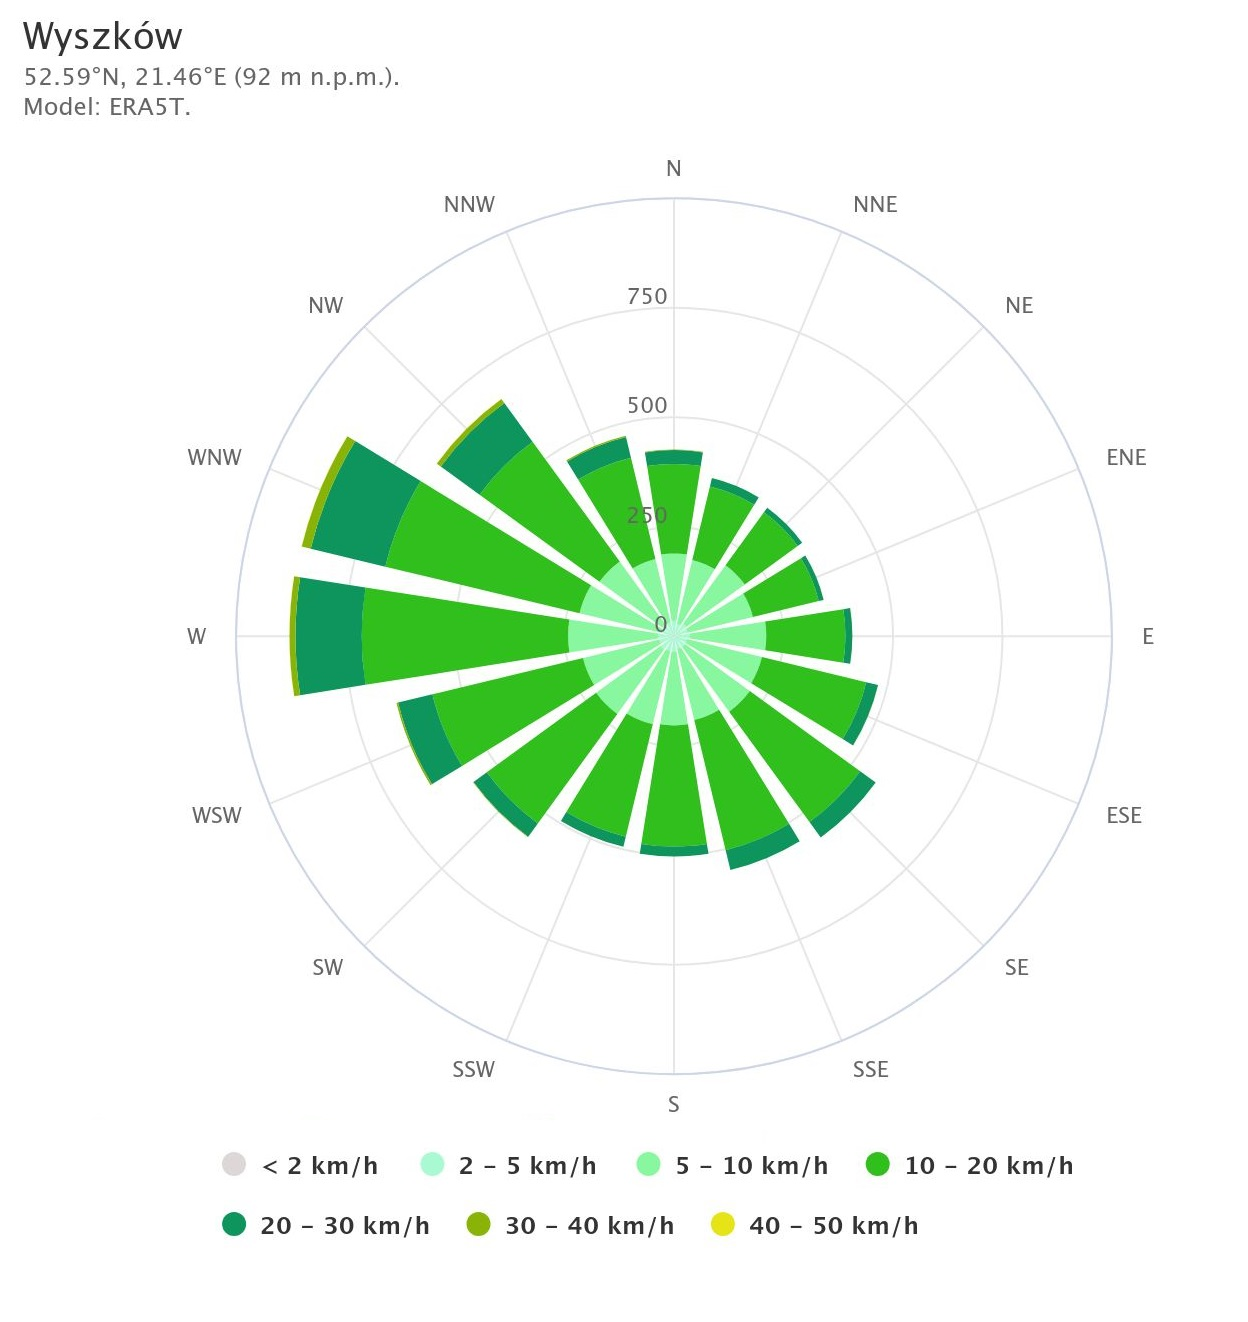 Wyszków
52.59°N, 21.46°E (92 m n.p.m.).
Model: ERA5T.
N
NNW
NNE
NW
NE
750
500
WNW
ENE
250
0
W
E
WSW
ESE
SW
SE
SSW
SSE
S
< 2 km/h
2 – 5 km/h
5 – 10 km/h
10 – 20 km/h
20 – 30 km/h
30 – 40 km/h
40 – 50 km/h